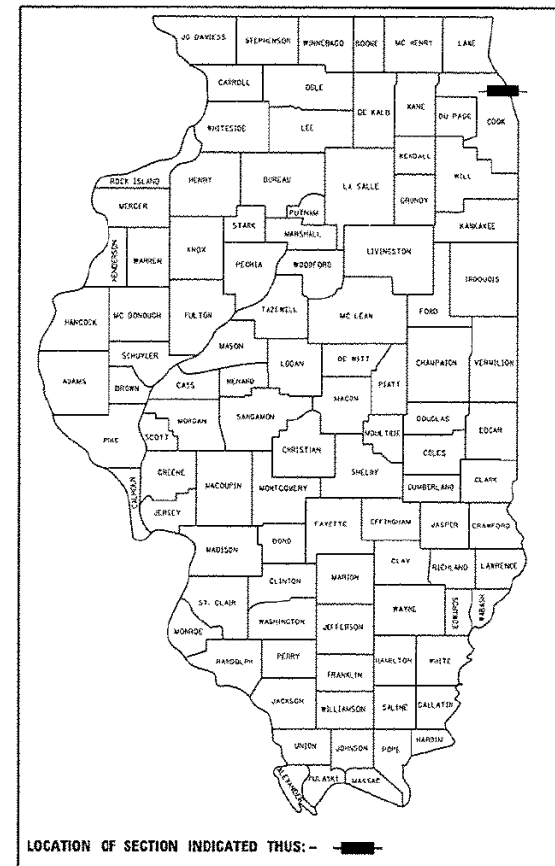 JO DAVIESS STEPHENSON WINNEBAGO BOONE MC HENRY LAKE
CARROLL OGLE
DE KALB KANE DU PAGE COOK
WHITESIDE LEE
KENDALL WILL
ROCK ISLAND HENRY BUREAU LA SALLE GRUNDY
MERCER PUTNAM
STARK MARSHALL KANKAKEE
HENDERSON WARREN KNOX PEORIA WOODFORD LIVINGSTON IROQUOIS
HANCOCK MC DONOUGH FULTON TAZEWELL MC LEAN FORD
SCHUYLER MASON LOGAN DE WITT CHAMPAION VERMILION
ADAMS BROWN CASS MENARD MACON PIATT
MORGAN SANGAMON DOUGLAS EDGAR
PIKE SCOTT CHRISTIAN MOULTRIE COLES
CALHOUN GREENE MACOUPIN MONTGOMERY SHELBY CUMBERLAND CLARK
JERSEY FAYETTE EFFINGHAM JASPER CRAWFORD
MADISON BOND CLAY RICHLAND LAWRENCE
CLINTON MARION
ST. CLAIR WAYNE EDWARDS WABASH
MONROE WASHINGTON JEFFERSON
RANDOLPH PERRY HAMILTON WHITE
FRANKLIN
JACKSON WILLIAMSON SALINE GALLATIN
UNION JOHNSON POPE HARDIN
ALEXANDER PULASKI MASSAC
LOCATION OF SECTION INDICATED THUS:-